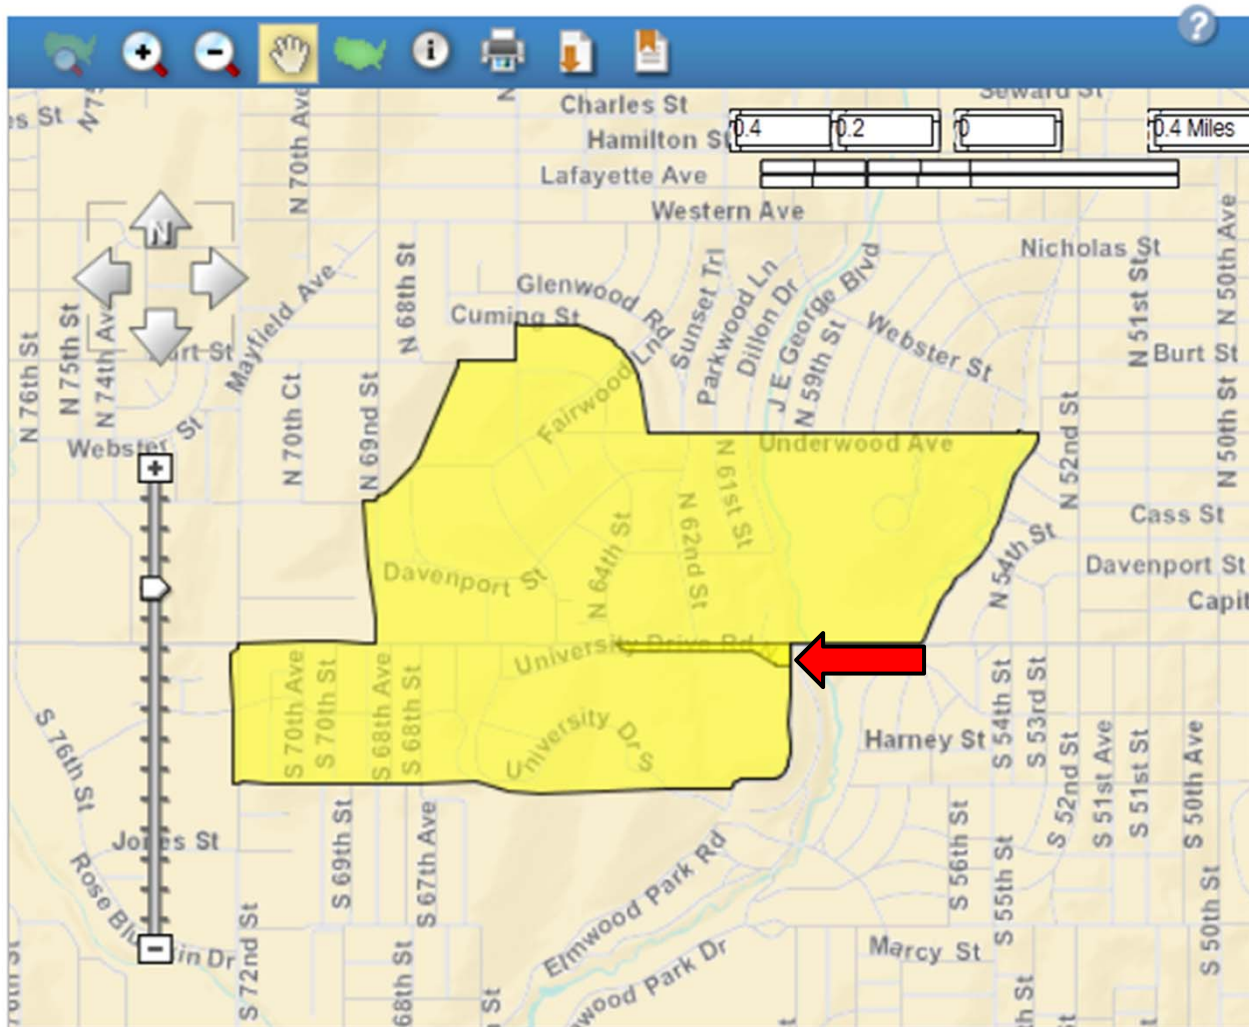 Charles St
Seward St
es St
N 70th Ave
Hamilton St
0.4
0.2
0
0.4 Miles
Lafayette Ave
Western Ave
N
Nicholas St
N 50th Ave
N 51st St
N 68th St
Mayfield Ave
Glenwood Rd
Sunset Trl
Parkwood Ln
Dillon Dr
J E George Blvd
N 59th St
Webster St
Cuming St
Burt St
N 76th St
N 75th St
N 74th Ave
N 70th Ct
N 69nd St
Fairwood Ln
Webster St
Underwood Ave
N 52nd St
N 50th St
N 61st St
N 62nd St
N 64th St
Cass St
N 54th St
Davenport St
Davenport St
Capit
University Drive Rd
S 70th Ave
S 70th St
S 68th Ave
S 68th St
University Dr S
Harney St
S 54th St
S 53rd St
S 52nd St
S 51st Ave
S 51st St
S 50th Ave
S 76th St
Jones St
S 69th St
S 67th Ave
Elmwood Park Rd
S 56th St
S 55th St
S 50th St
S 72nd St
68th St
wood Park Dr
Marcy St